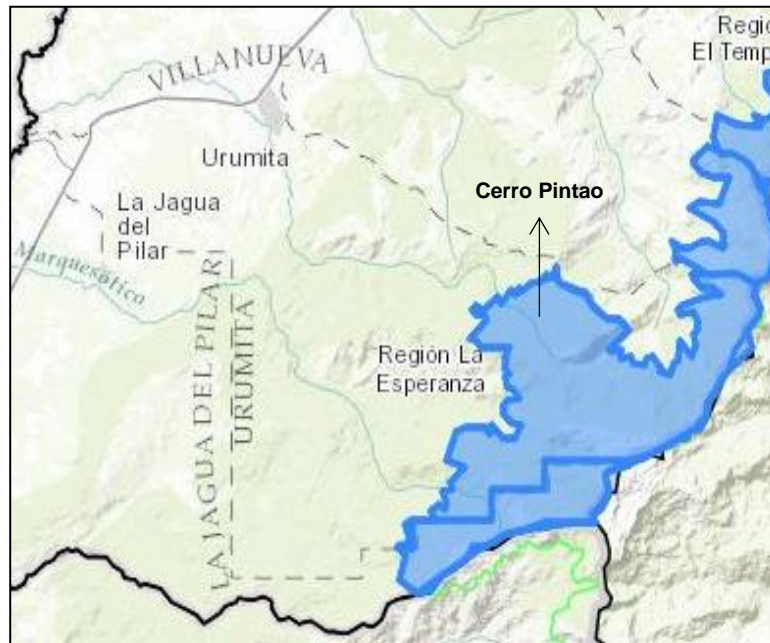 Regió
El Temp
VILLANUEVA
Urumita
Cerro Pintao
La Jagua
del
Pilar
Marquesótico
LA JAGUA DEL PILAR
URUMITA
Región La
Esperanza